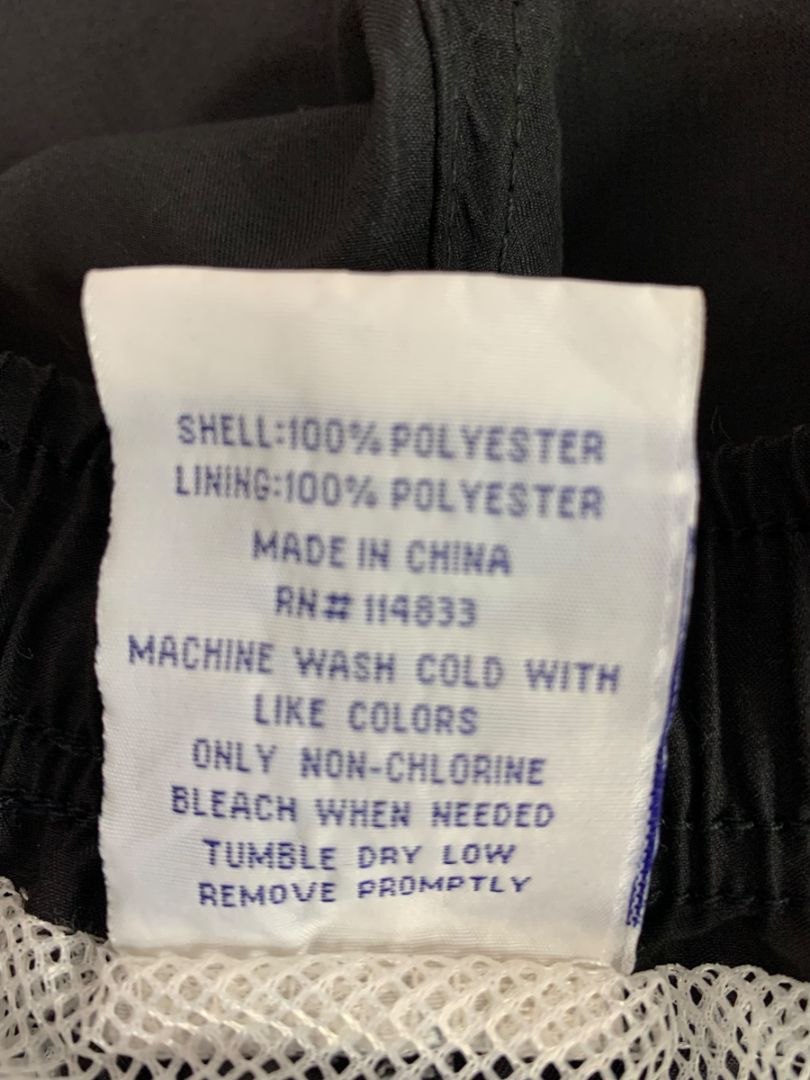 SHELL:100% POLYESTER
LINING:100% POLYESTER
MADE IN CHINA
RN# 114833
MACHINE WASH COLD WITH
LIKE COLORS
ONLY NON-CHLORINE
BLEACH WHEN NEEDED
TUMBLE DRY LOW
REMOVE PROMPTLY